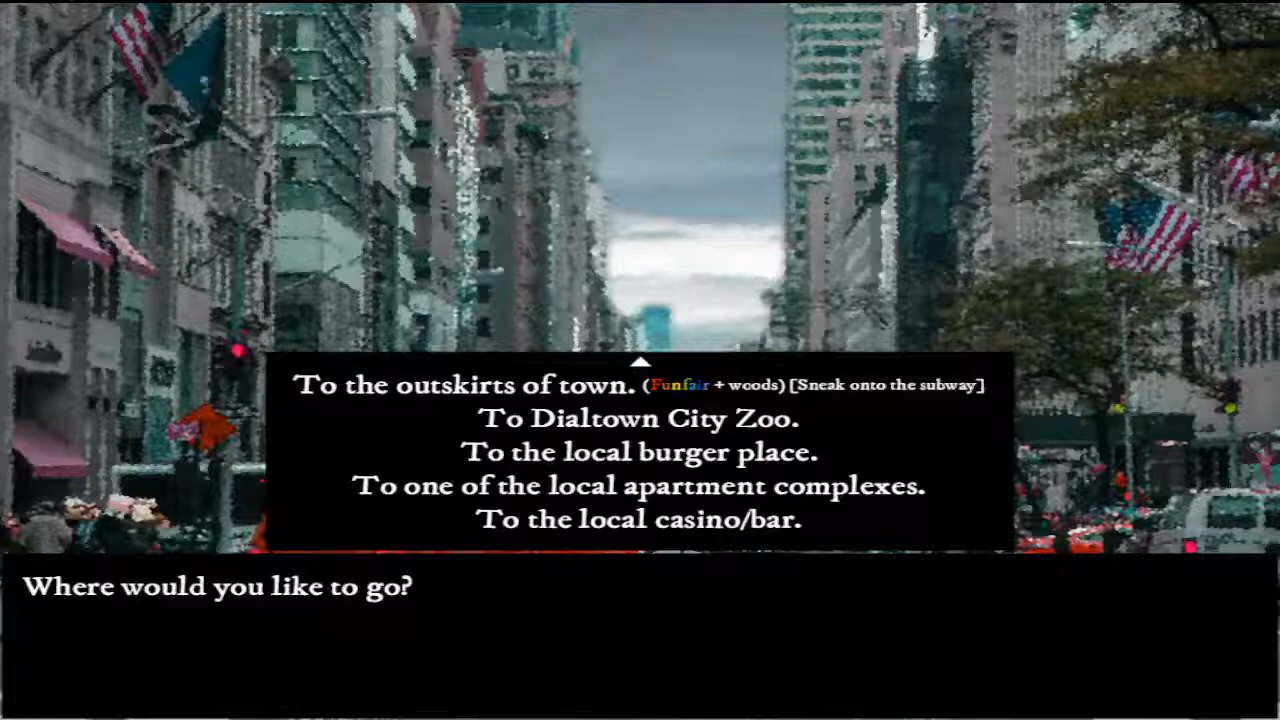 To the outskirts of town. (Funfair + woods) [Sneak onto the subway]
To Dialtown City Zoo.
To the local burger place.
To one of the local apartment complexes.
To the local casino/bar.
Where would you like to go?